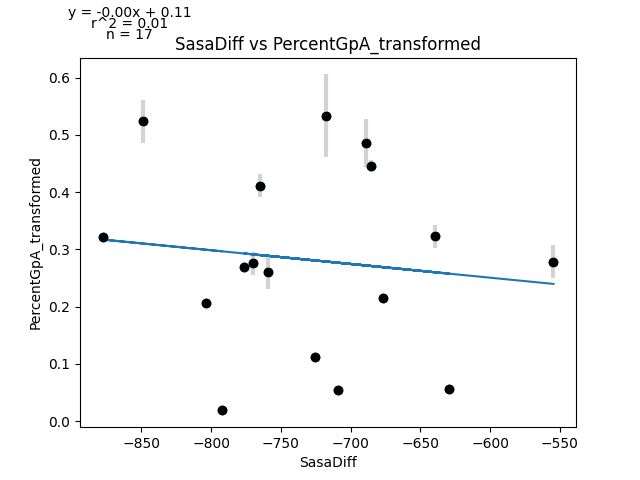 y = -0.00x + 0.11
r^2 = 0.01
n = 17
SasaDiff vs PercentGpA_transformed
PercentGpA_transformed
0.6
0.5
0.4
0.3
0.2
0.1
0.0
−850 −800 −750 −700 −650 −600 −550
SasaDiff